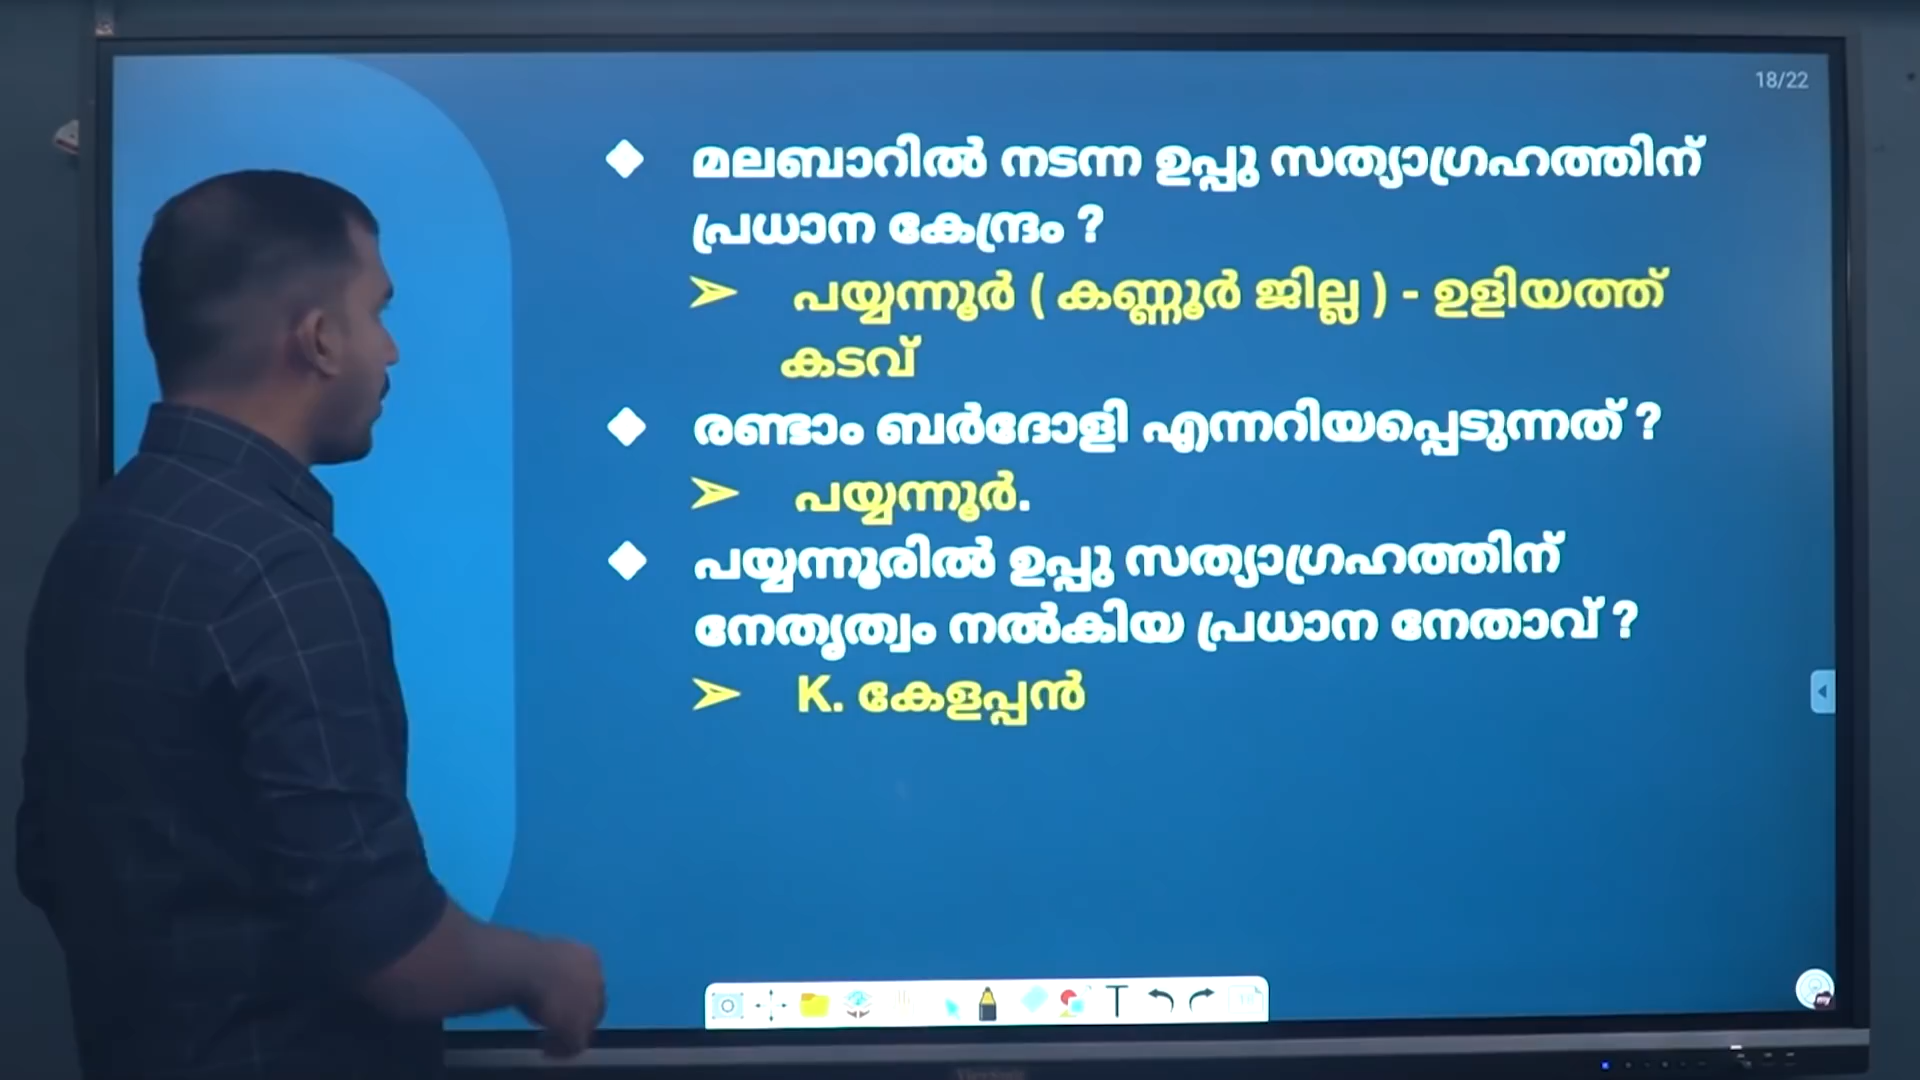 18/22
മലബാറിൽ നടന്ന ഉപ്പു സത്യാഗ്രഹത്തിന്
പ്രധാന കേന്ദ്രം ?
പയ്യന്നൂർ ( കണ്ണൂർ ജില്ല ) - ഉളിയത്ത്
കടവ്
രണ്ടാം ബർദോളി എന്നറിയപ്പെടുന്നത് ?
പയ്യന്നൂർ.
പയ്യന്നൂരിൽ ഉപ്പു സത്യാഗ്രഹത്തിന്
നേതൃത്വം നൽകിയ പ്രധാന നേതാവ് ?
K. കേളപ്പൻ
T
ViewSonic